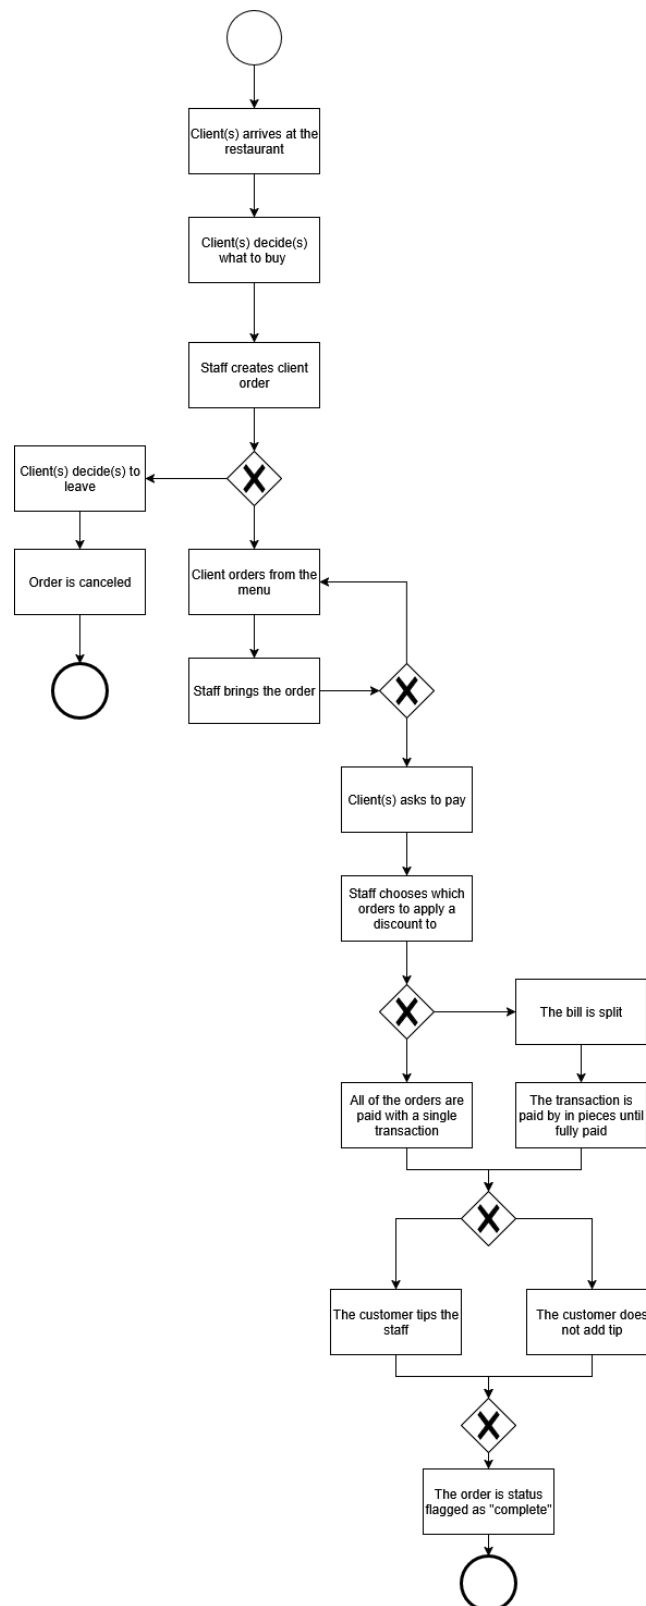 Client(s) arrives at the
restaurant
Client(s) decide(s)
what to buy
Staff creates client
order
Client(s) decide(s) to
leave
Order is canceled
Client orders from the
menu
Staff brings the order
Client(s) asks to pay
Staff chooses which
orders to apply a
discount to
The bill is split
All of the orders are
paid with a single
transaction
The transaction is
paid by in pieces until
fully paid
The customer tips the
staff
The customer does
not add tip
The order is status
flagged as "complete"